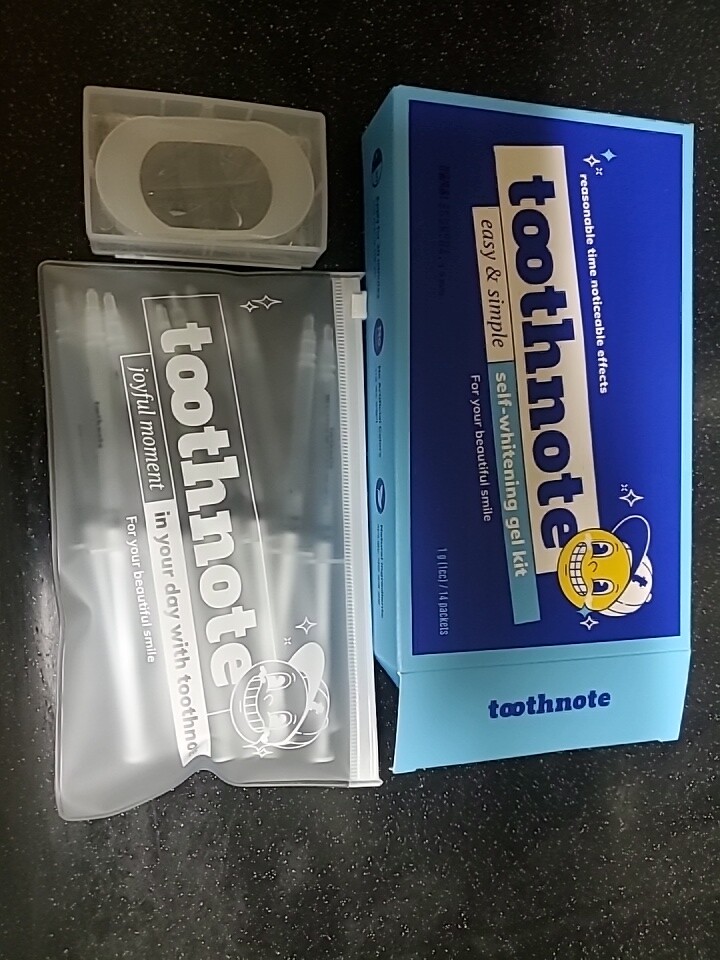 reasonable time noticeable effects
toothnote
easy & simple
self-whitening gel kit
For your beautiful smile
1 g (1cc) / 14 packets
toothnote
toothnote
joyful moment
in your day with toothno
For your beautiful smile